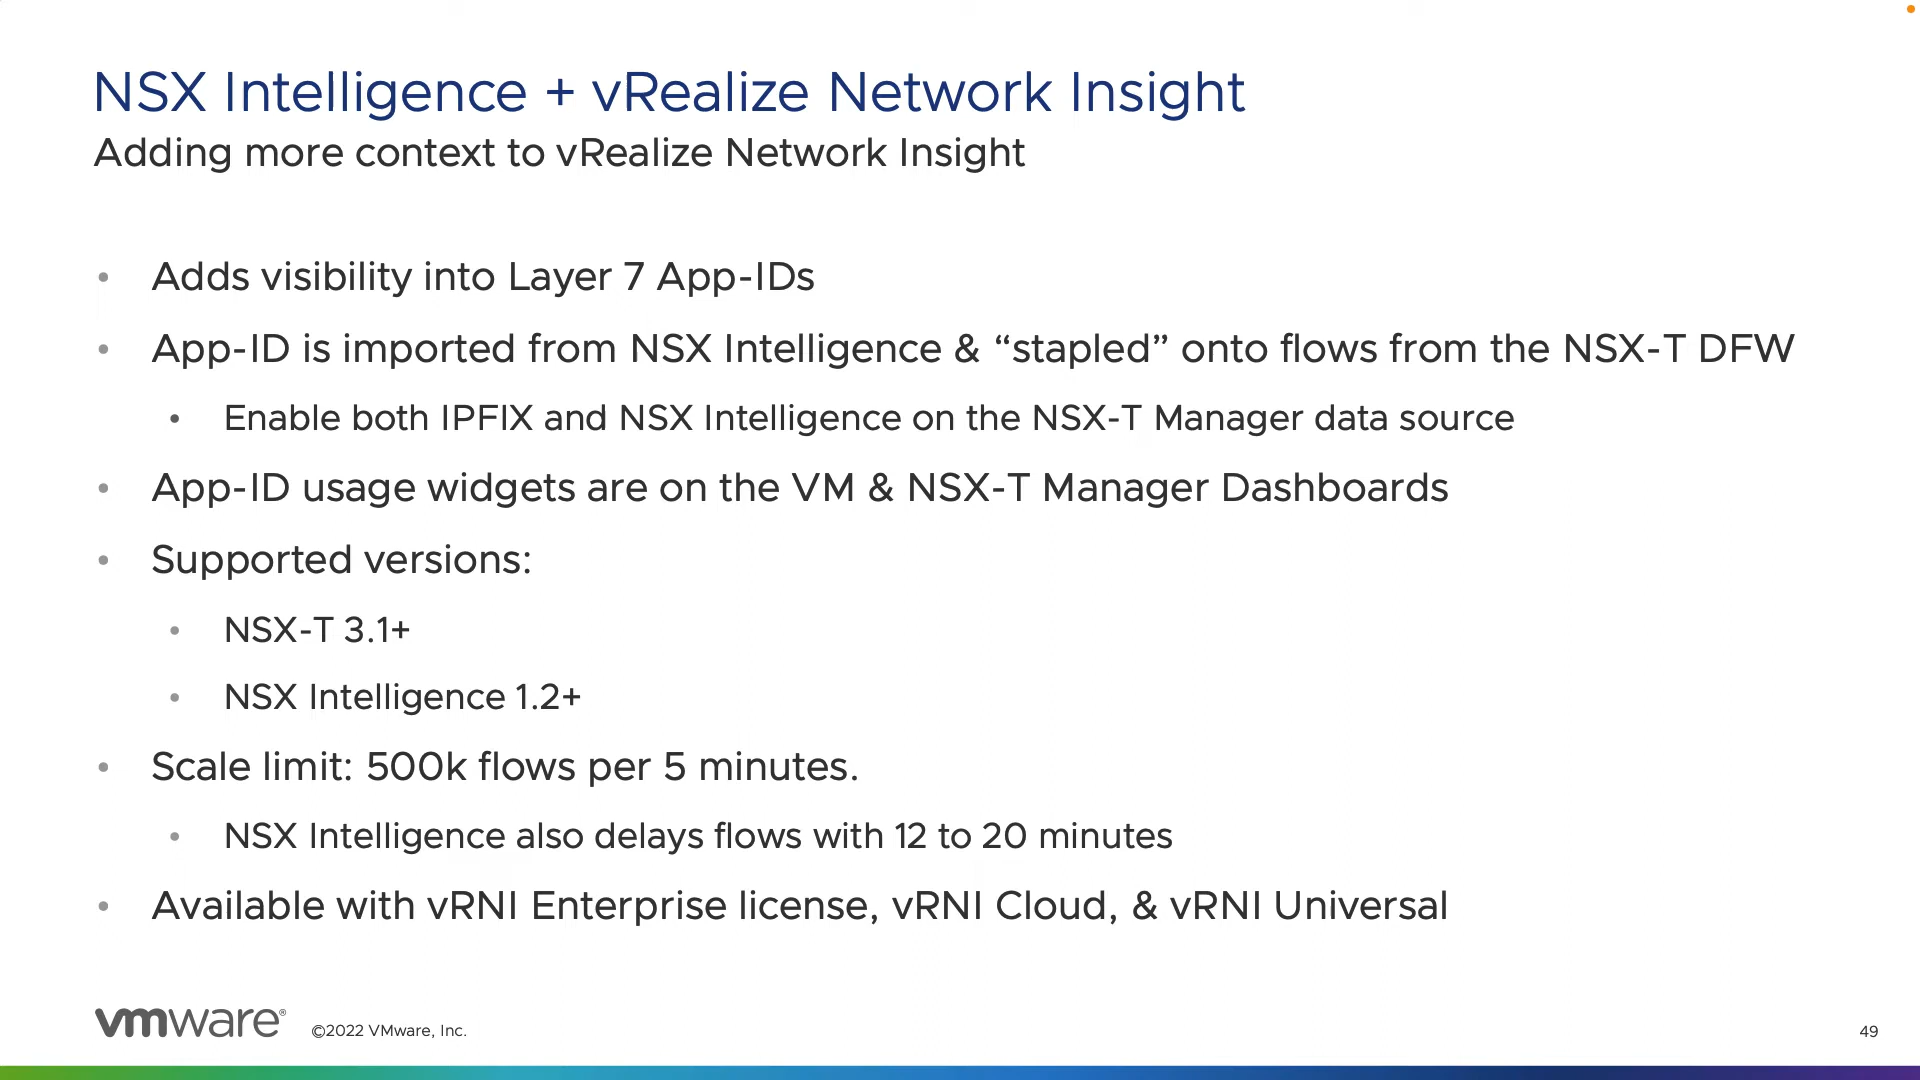 NSX Intelligence + vRealize Network Insight
Adding more context to vRealize Network Insight
• Adds visibility into Layer 7 App-IDs
• App-ID is imported from NSX Intelligence & “stapled” onto flows from the NSX-T DFW
• Enable both IPFIX and NSX Intelligence on the NSX-T Manager data source
• App-ID usage widgets are on the VM & NSX-T Manager Dashboards
• Supported versions:
• NSX-T 3.1+
• NSX Intelligence 1.2+
• Scale limit: 500k flows per 5 minutes.
• NSX Intelligence also delays flows with 12 to 20 minutes
• Available with vRNI Enterprise license, vRNI Cloud, & vRNI Universal
vmware® ©2022 VMware, Inc. 49